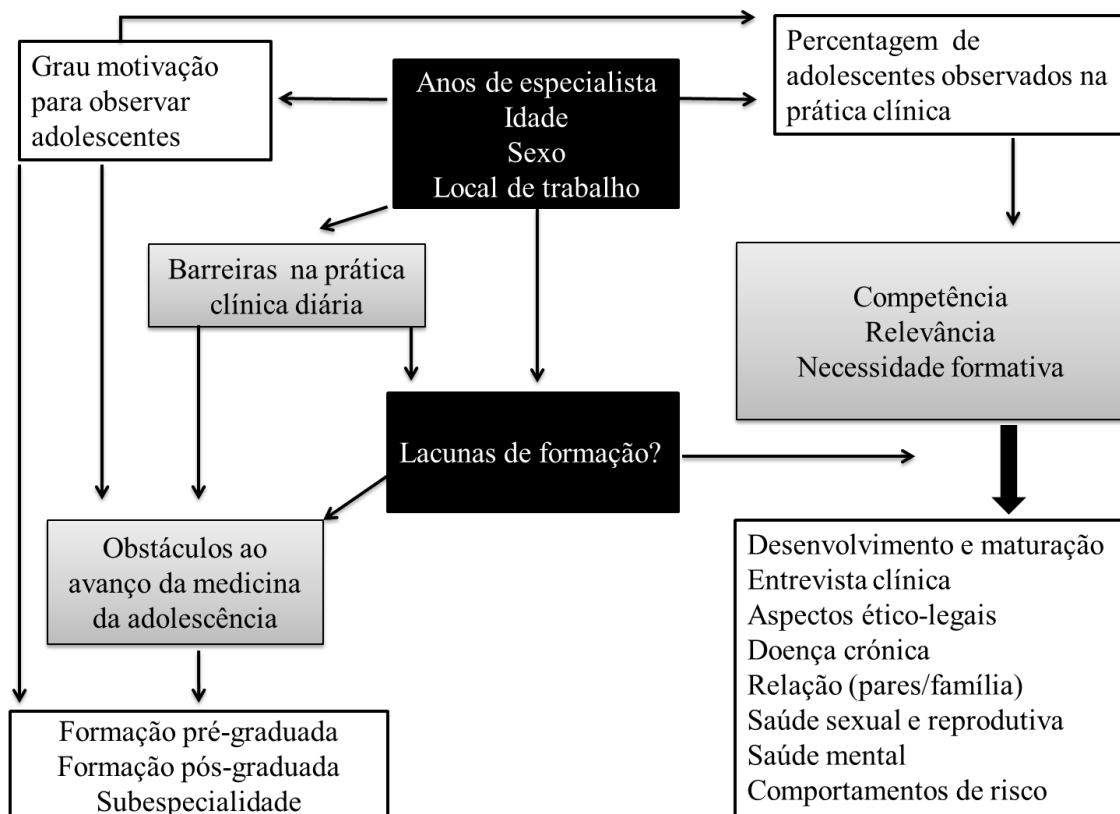 Grau motivação
para observar
adolescentes
Anos de especialista
Idade
Sexo
Local de trabalho
Percentagem de
adolescentes observados na
prática clínica
Barreiras na prática
clínica diária
Competência
Relevância
Necessidade formativa
Lacunas de formação?
Obstáculos ao
avanço da medicina
da adolescência
Desenvolvimento e maturação
Entrevista clínica
Aspectos ético-legais
Doença crónica
Relação (pares/família)
Saúde sexual e reprodutiva
Saúde mental
Comportamentos de risco
Formação pré-graduada
Formação pós-graduada
Subespecialidade